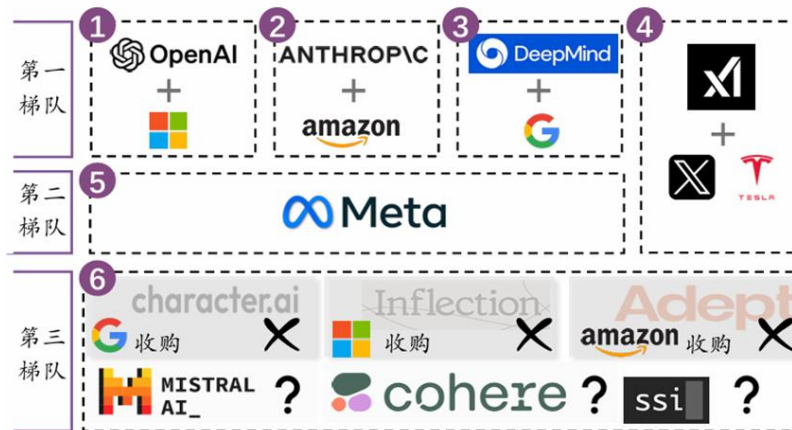 第一
梯队
1
OpenAI
+
2
ANTHROP\C
+
amazon
3
DeepMind
+
G
4
xI
+
X
TESLA
第二
梯队
5
Meta
第三
梯队
6
character.ai
G 收购
Inflection
收购
Adept
amazon 收购
MISTRAL
AI_
?
cohere ?
ssi ?